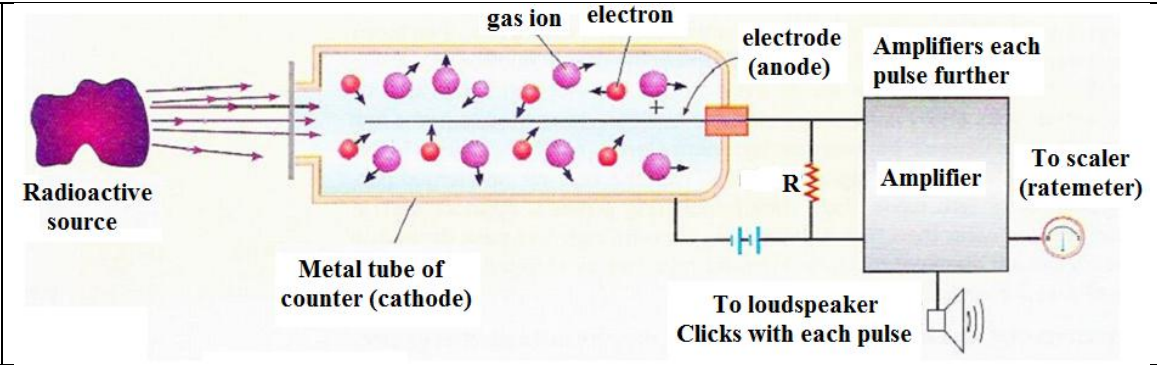 gas ion
electron
electrode
(anode)
Amplifiers each
pulse further
+
Radioactive
source
Metal tube of
counter (cathode)
R
Amplifier
To scaler
(ratemeter)
To loudspeaker
Clicks with each pulse